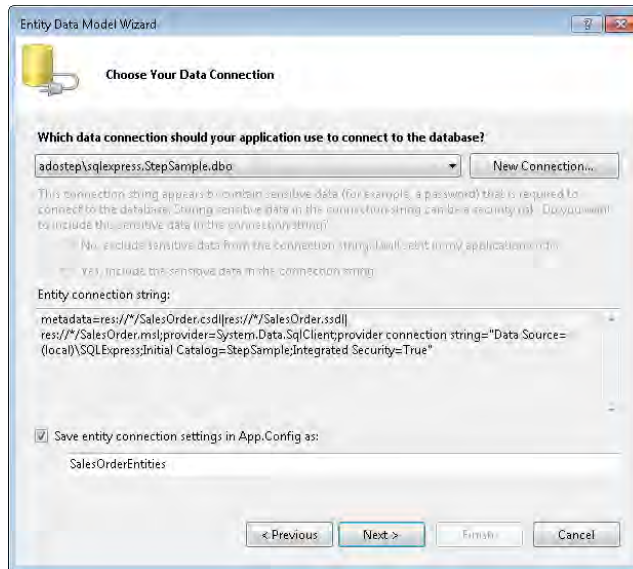 Entity Data Model Wizard
Choose Your Data Connection
Which data connection should your application use to connect to the database?
adostep\sqlexpress.StepSample.dbo
New Connection...
This connection string appears to contain sensitive data (for example, a password) that is required to
connect to the database. Storing sensitive data in the connection string can be a security risk. Do you want
to include this sensitive data in the connection string?
No, exclude sensitive data from the connection string. I will set it in my application code.
Yes, include the sensitive data in the connection string.
Entity connection string:
metadata=res://*/SalesOrder.csdl|res://*/SalesOrder.ssdl|
res://*/SalesOrder.msl;provider=System.Data.SqlClient;provider connection string="Data Source=
(local)\SQLExpress;Initial Catalog=StepSample;Integrated Security=True"
Save entity connection settings in App.Config as:
SalesOrderEntities
< Previous
Next >
Finish
Cancel